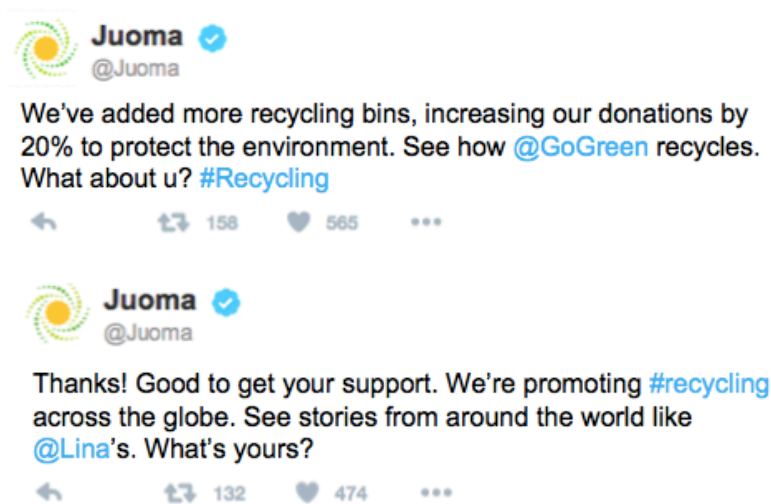 Juoma
@Juoma
We've added more recycling bins, increasing our donations by
20% to protect the environment. See how @GoGreen recycles.
What about u? #Recycling
158 565
Juoma
@Juoma
Thanks! Good to get your support. We're promoting #recycling
across the globe. See stories from around the world like
@Lina's. What's yours?
132 474